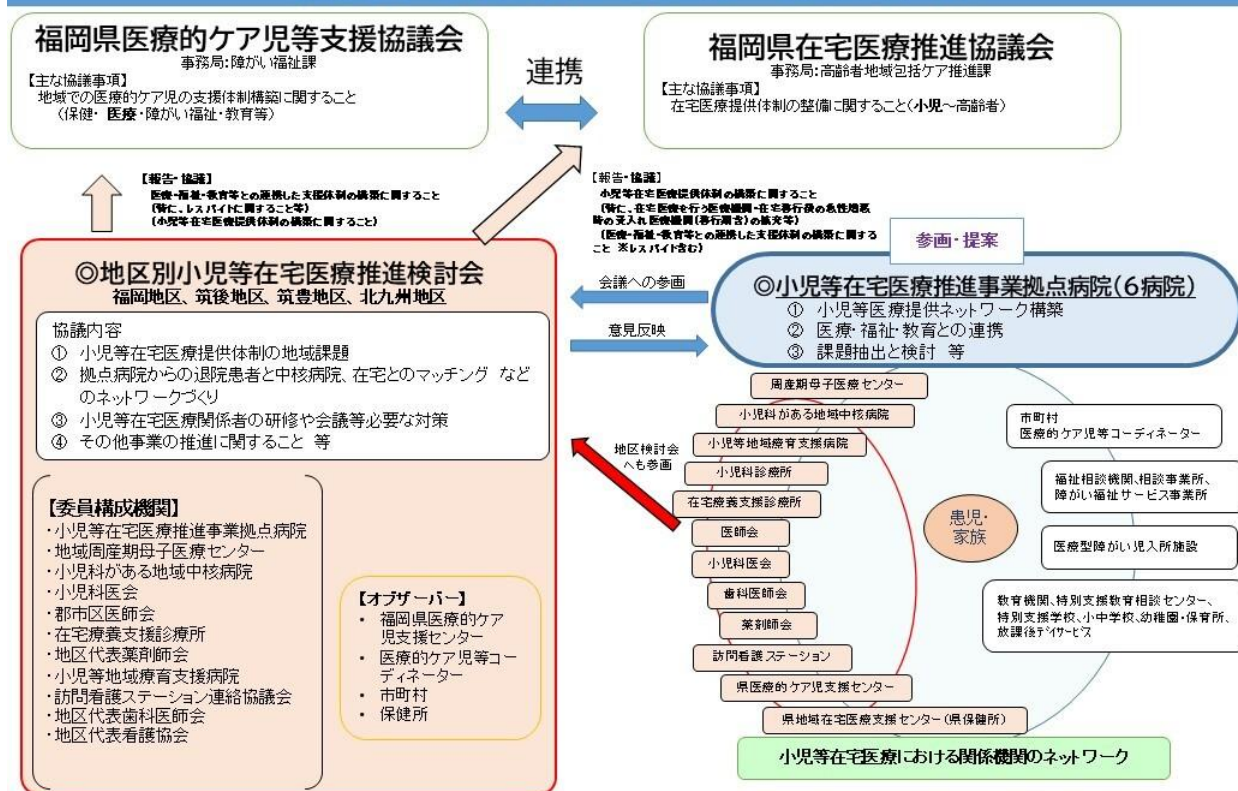 福岡県医療的ケア児等支援協議会
事務局:障がい福祉課
【主な協議事項】
地域での医療的ケア児の支援体制構築に関すること
(保健・医療・障がい福祉・教育等)
連携
福岡県在宅医療推進協議会
事務局:高齢者地域包括ケア推進課
【主な協議事項】
在宅医療提供体制の整備に関すること(小児~高齢者)
【報告・協議】
医療・福祉・教育等との連携した支援体制の構築に関すること
(特に、レスパイトに関すること等)
(小児等在宅医療提供体制の構築に関すること)
【報告・協議】
小児等在宅医療提供体制の構築に関すること
(特に、在宅医療を行う医療機関・在宅移行後の急性増悪
時の受入れ医療機関(移行期含)の拡充等)
(医療・福祉・教育等との連携した支援体制の構築に関する
こと ※レスパイト含む)
◎地区別小児等在宅医療推進検討会
福岡地区、筑後地区、筑豊地区、北九州地区
協議内容
① 小児等在宅医療提供体制の地域課題
② 拠点病院からの退院患者と中核病院、在宅とのマッチング など
のネットワークづくり
③ 小児等在宅医療関係者の研修や会議等必要な対策
④ その他事業の推進に関すること 等
【委員構成機関】
・小児等在宅医療推進事業拠点病院
・地域周産期母子医療センター
・小児科がある地域中核病院
・小児科医会
・郡市区医師会
・在宅療養支援診療所
・地区代表薬剤師会
・小児等地域療育支援病院
・訪問看護ステーション連絡協議会
・地区代表歯科医師会
・地区代表看護協会
【オブザーバー】
・ 福岡県医療的ケア
児支援センター
・ 医療的ケア児等コー
ディネーター
・ 市町村
・ 保健所
会議への参画
意見反映
地区検討会
へも参画
参画・提案
◎小児等在宅医療推進事業拠点病院(6病院)
① 小児等医療提供ネットワーク構築
② 医療・福祉・教育との連携
③ 課題抽出と検討 等
周産期母子医療センター
小児科がある地域中核病院
小児等地域療育支援病院
小児科診療所
在宅療養支援診療所
医師会
小児科医会
歯科医師会
薬剤師会
訪問看護ステーション
県医療的ケア児支援センター
県地域在宅医療支援センター(県保健所)
患児・
家族
市町村
医療的ケア児等コーディネーター
福祉相談機関、相談事業所、
障がい福祉サービス事業所
医療型障がい児入所施設
教育機関、特別支援教育相談センター、
特別支援学校、小中学校、幼稚園・保育所、
放課後デイサービス
小児等在宅医療における関係機関のネットワーク